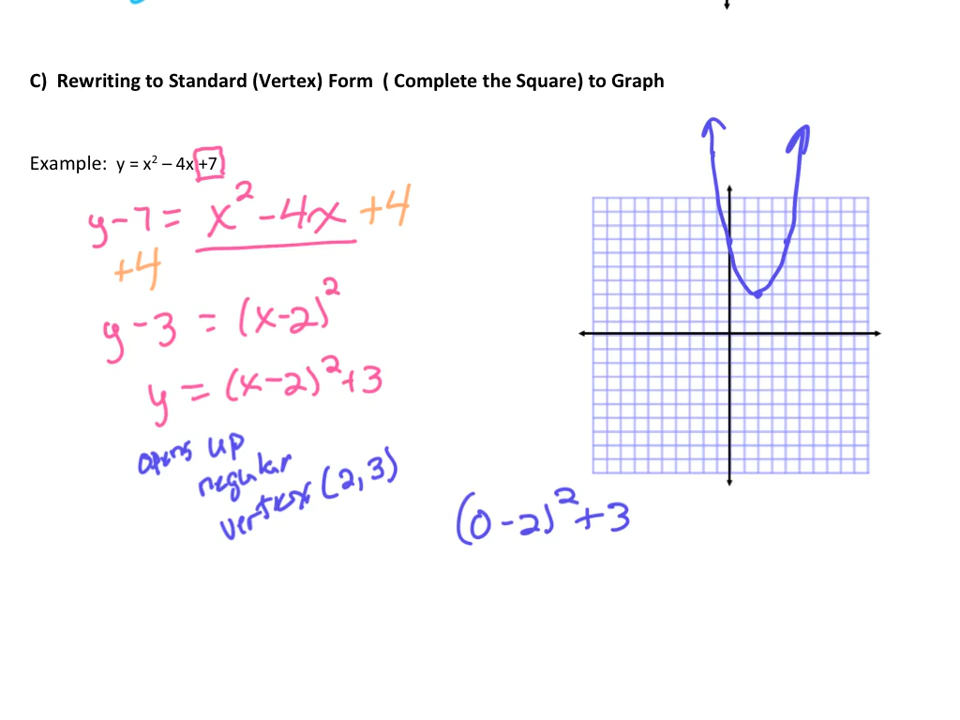 C) Rewriting to Standard (Vertex) Form ( Complete the Square) to Graph
Example: y = x² – 4x +7
y-7 = x² -4x +4
+4
y-3 = (x-2)²
y = (x-2)²+3
opens up
regular
vertex (2,3)
(0-2)²+3